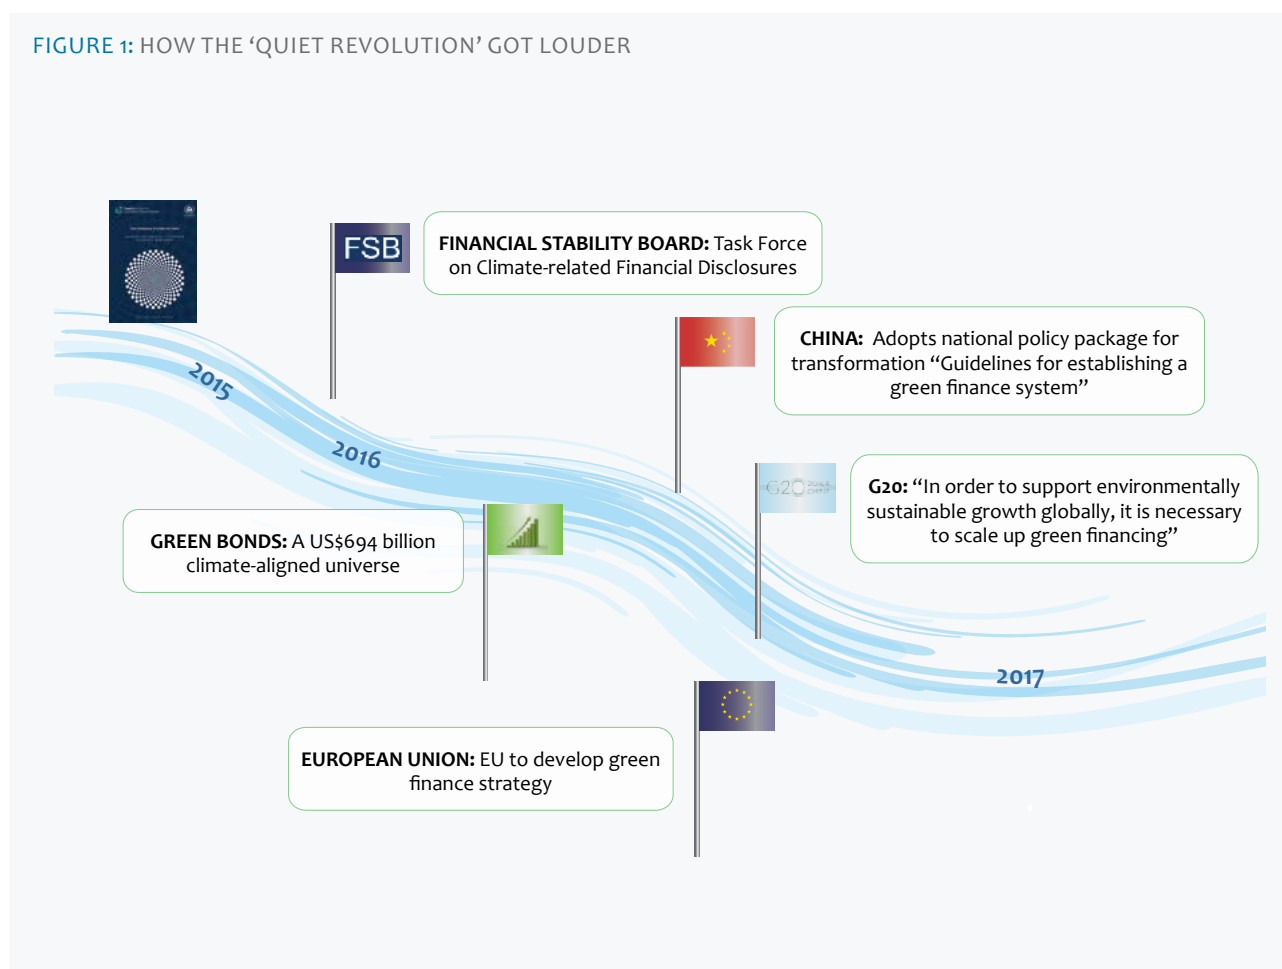 FIGURE 1: HOW THE ‘QUIET REVOLUTION’ GOT LOUDER
FSB
FINANCIAL STABILITY BOARD: Task Force
on Climate-related Financial Disclosures
CHINA: Adopts national policy package for
transformation “Guidelines for establishing a
green finance system”
2015
2016
G20
G20: “In order to support environmentally
sustainable growth globally, it is necessary
to scale up green financing”
GREEN BONDS: A US$694 billion
climate-aligned universe
2017
EUROPEAN UNION: EU to develop green
finance strategy